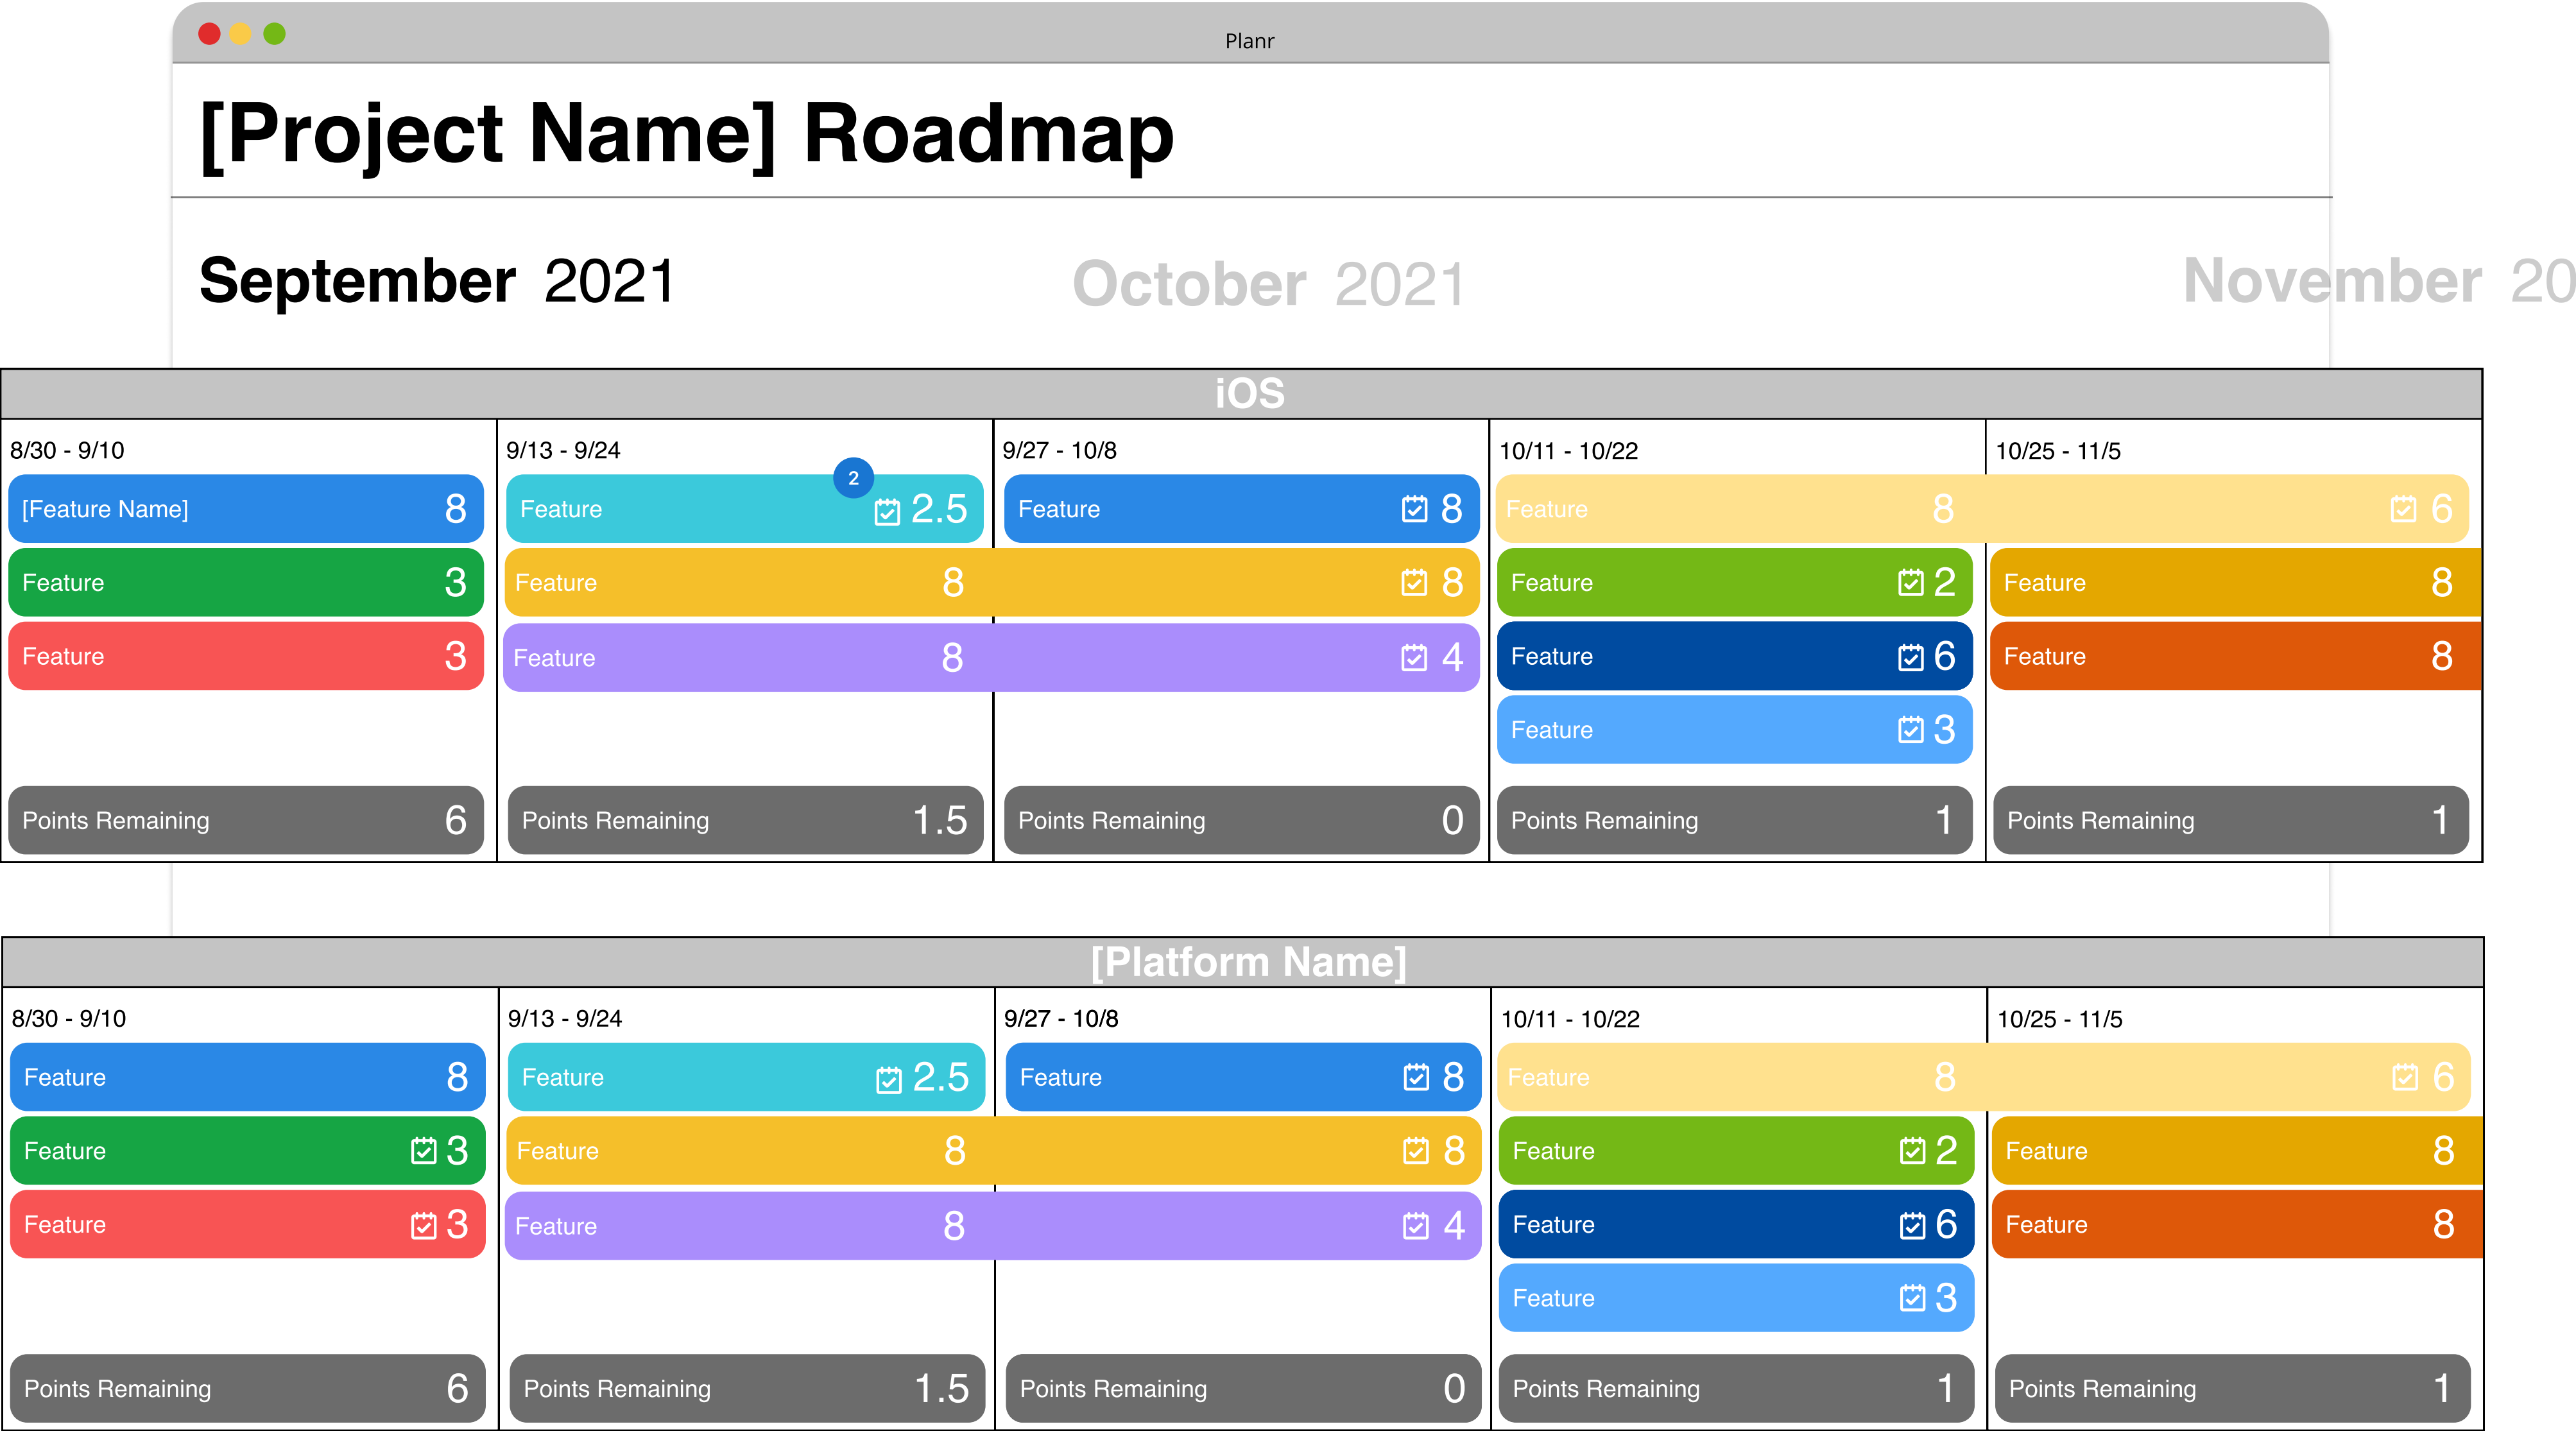 Planr
[Project Name] Roadmap
September 2021 October 2021 November 20
iOS
8/30 - 9/10 9/13 - 9/24 9/27 - 10/8 10/11 - 10/22 10/25 - 11/5
2
[Feature Name] 8 Feature 2.5 Feature 8 Feature 8 6
Feature 3 Feature 8 8 Feature 2 Feature 8
Feature 3 Feature 8 4 Feature 6 Feature 8
Feature 3
Points Remaining 6 Points Remaining 1.5 Points Remaining 0 Points Remaining 1 Points Remaining 1
[Platform Name]
8/30 - 9/10 9/13 - 9/24 9/27 - 10/8 10/11 - 10/22 10/25 - 11/5
Feature 8 Feature 2.5 Feature 8 Feature 8 6
Feature 3 Feature 8 8 Feature 2 Feature 8
Feature 3 Feature 8 4 Feature 6 Feature 8
Feature 3
Points Remaining 6 Points Remaining 1.5 Points Remaining 0 Points Remaining 1 Points Remaining 1